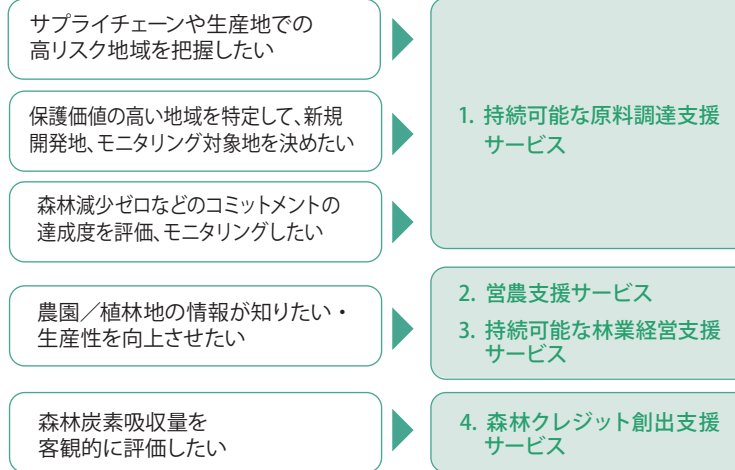 サプライチェーンや生産地での
高リスク地域を把握したい
保護価値の高い地域を特定して、新規
開発地、モニタリング対象地を決めたい
森林減少ゼロなどのコミットメントの
達成度を評価、モニタリングしたい
1. 持続可能な原料調達支援
サービス
農園／植林地の情報が知りたい・
生産性を向上させたい
2. 営農支援サービス
3. 持続可能な林業経営支援
サービス
森林炭素吸収量を
客観的に評価したい
4. 森林クレジット創出支援
サービス